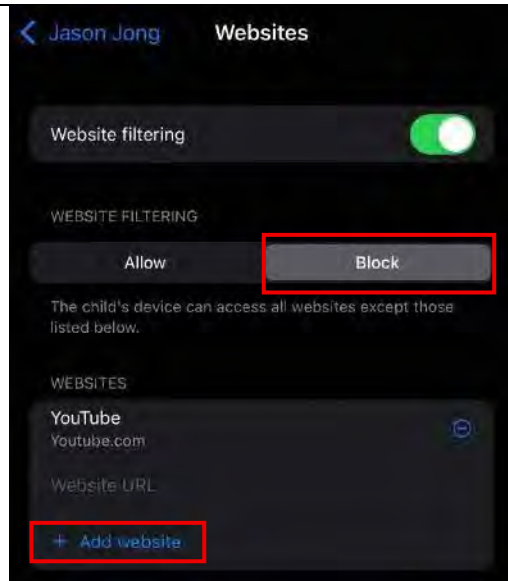 Jason Jong Websites
Website filtering
WEBSITE FILTERING
Allow Block
The child's device can access all websites except those
listed below.
WEBSITES
YouTube
Youtube.com
Website URL
+ Add website